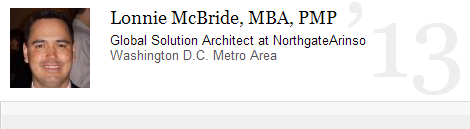 Lonnie McBride, MBA, PMP
Global Solution Architect at NorthgateArinso
Washington D.C. Metro Area
'13